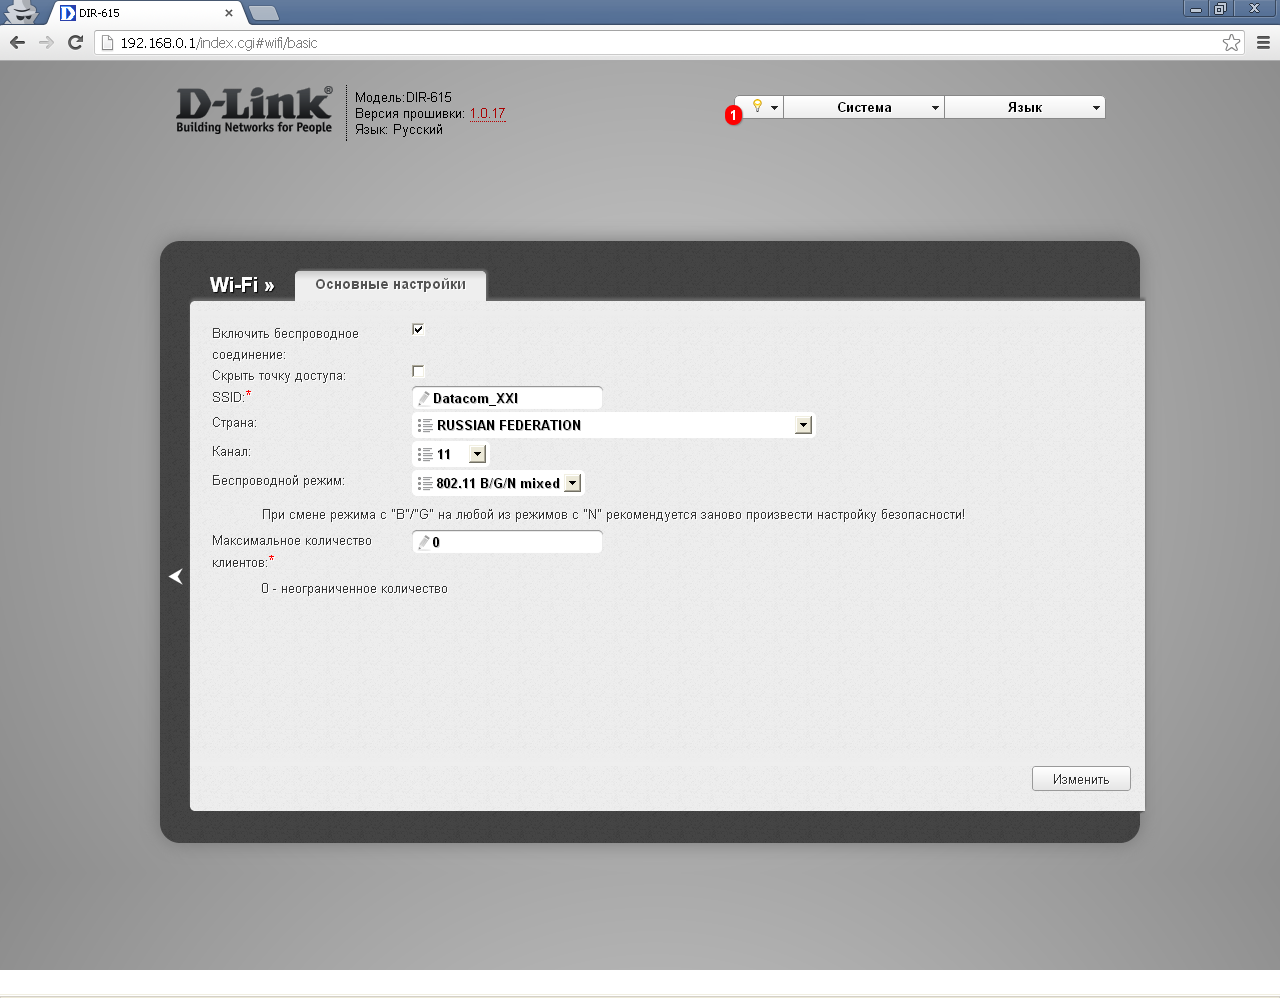 DIR-615
192.168.0.1/index.cgi#wifi/basic
D-Link®
Building Networks for People
Модель:DIR-615
Версия прошивки: 1.0.17
Язык: Русский
1
Система
Язык
Wi-Fi »
Основные настройки
Включить беспроводное
соединение:
Скрыть точку доступа:
SSID:*
Datacom_XXI
Страна:
RUSSIAN FEDERATION
Канал:
11
Беспроводной режим:
802.11 B/G/N mixed
При смене режима с "B"/"G" на любой из режимов с "N" рекомендуется заново произвести настройку безопасности!
Максимальное количество
клиентов:*
0
0 - неограниченное количество
Изменить